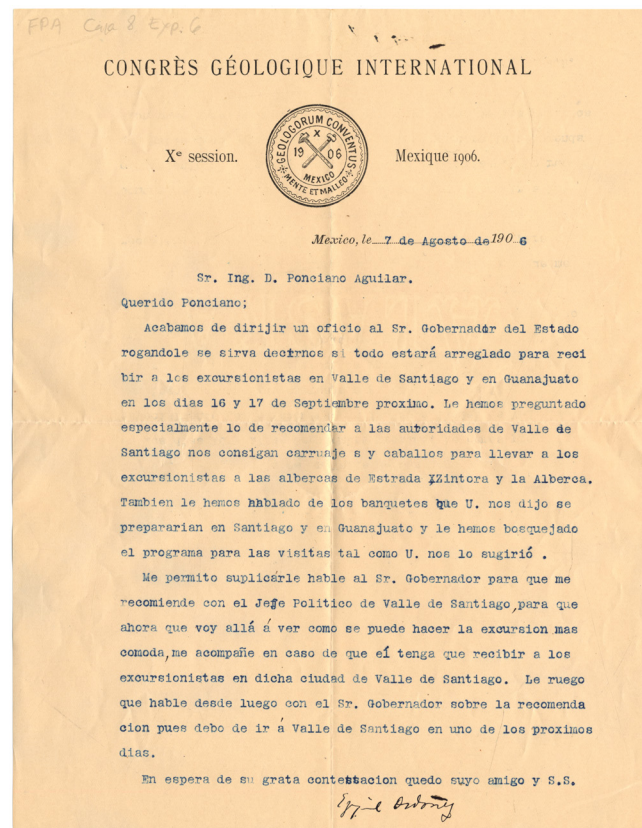 FPA Caja 8 Exp. 6
CONGRÈS GÉOLOGIQUE INTERNATIONAL
Xe session.
GEOLOGORUM CONVENTUS
X
1906
MEXICO
MENTE ET MALLEO
Mexique 1906.
Mexico, le 7 de Agosto de 1906
Sr. Ing. D. Ponciano Aguilar.
Querido Ponciano;
Acabamos de dirijir un oficio al Sr. Gobernador del Estado
rogandole se sirva decirnos si todo estará arreglado para reci
bir a los excursionistas en Valle de Santiago y en Guanajuato
en los dias 16 y 17 de Septiembre proximo. Le hemos preguntado
especialmente lo de recomendar a las autoridades de Valle de
Santiago nos consigan carruaje s y caballos para llevar a los
excursionistas a las albercas de Estrada ,Zintora y la Alberca.
Tambien le hemos hablado de los banquetes que U. nos dijo se
prepararian en Santiago y en Guanajuato y le hemos bosquejado
el programa para las visitas tal como U. nos lo sugirió .
Me permito suplicarle hable al Sr. Gobernador para que me
recomiende con el Jefe Politico de Valle de Santiago,para que
ahora que voy allá á ver como se puede hacer la excursion mas
comoda,me acompañe en caso de que eí tenga que recibir a los
excursionistas en dicha ciudad de Valle de Santiago. Le ruego
que hable desde luego con el Sr. Gobernador sobre la recomenda
cion pues debo de ir á Valle de Santiago en uno de los proximos
dias.
En espera de su grata contestacion quedo suyo amigo y S.S.
Ezequiel Ordoñez